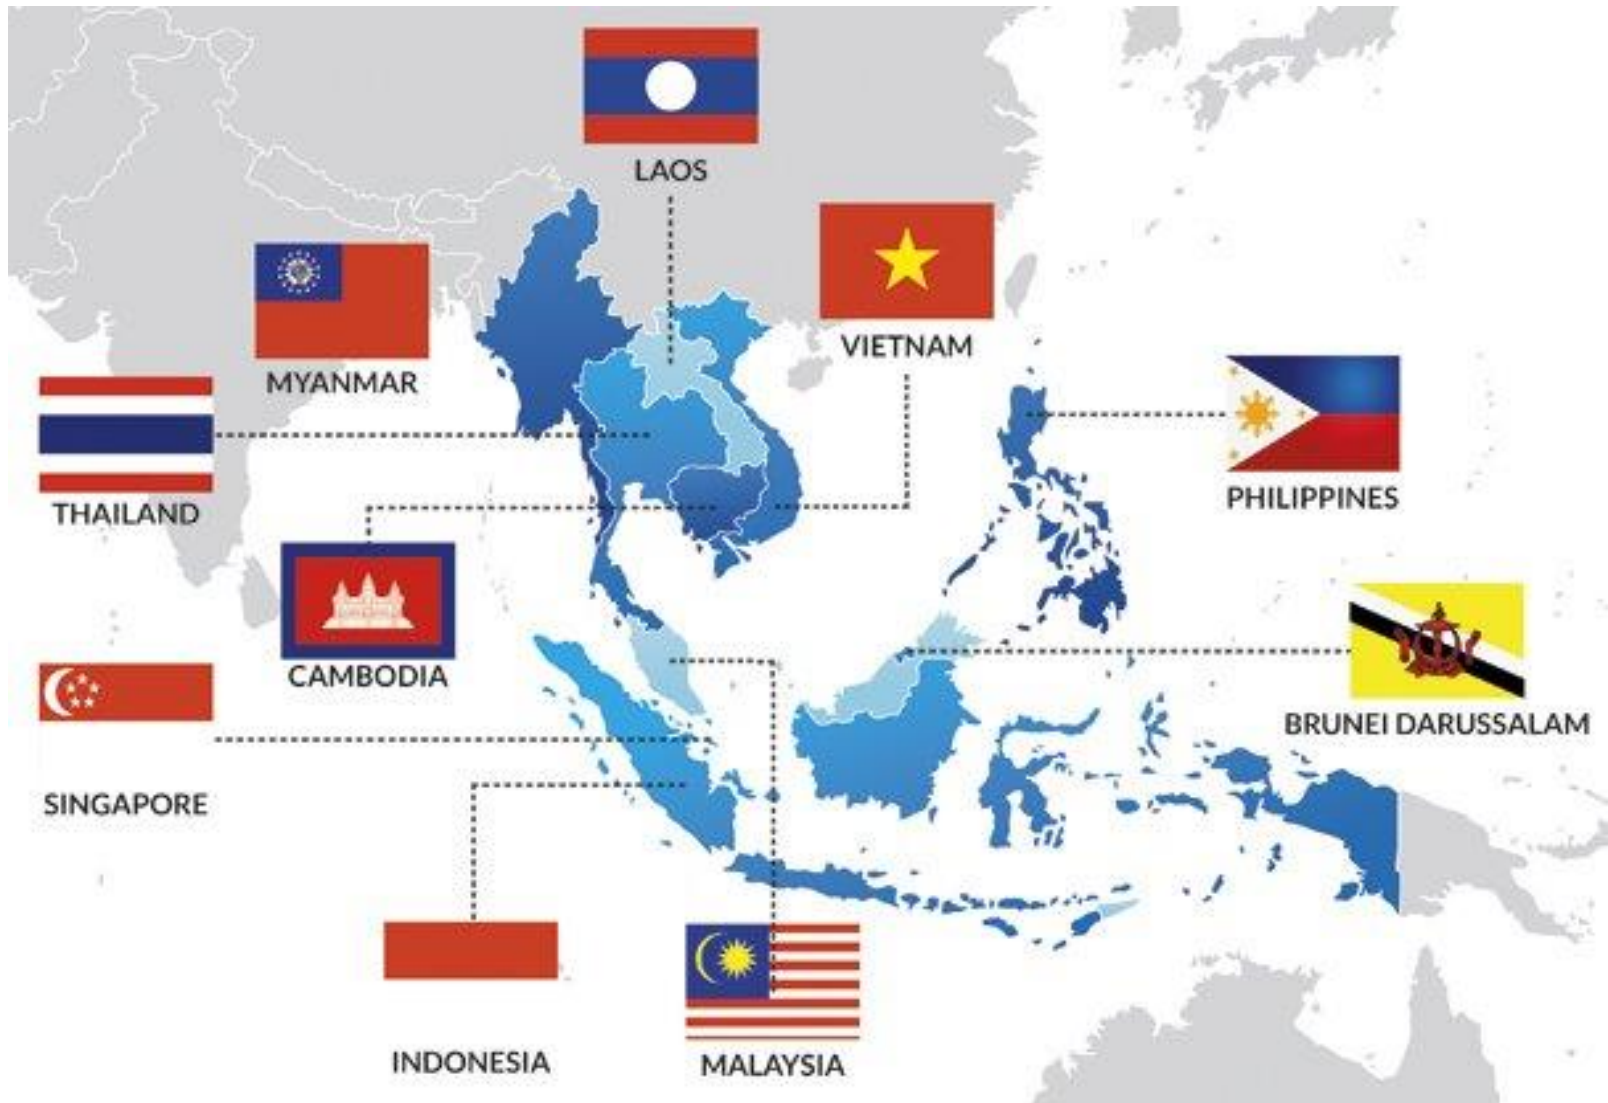 LAOS
VIETNAM
MYANMAR
PHILIPPINES
THAILAND
CAMBODIA
BRUNEI DARUSSALAM
SINGAPORE
INDONESIA
MALAYSIA